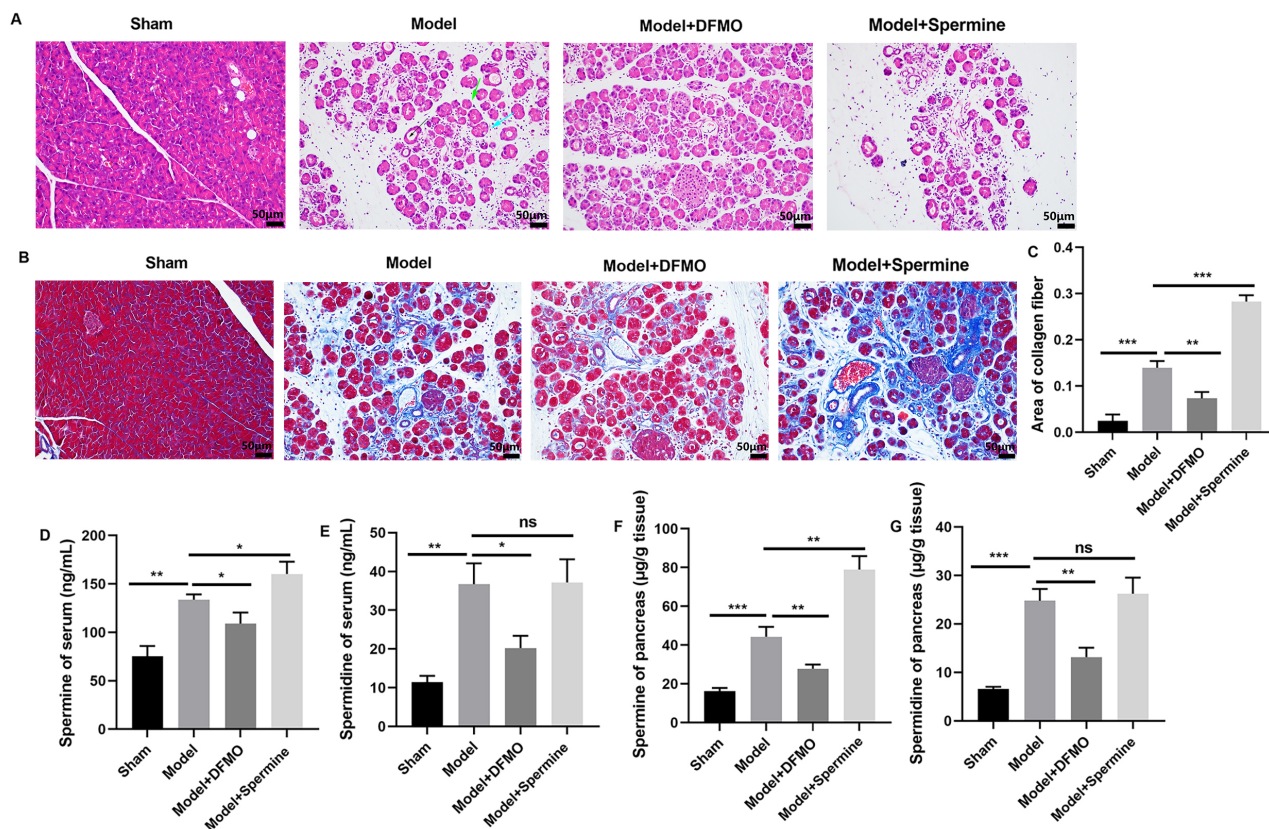 A
Sham
Model
Model+DFMO
Model+Spermine
50μm
50μm
50μm
50μm
B
Sham
Model
Model+DFMO
Model+Spermine
50μm
50μm
50μm
50μm
C
Area of collagen fiber
0.4
0.3
0.2
0.1
0.0
***
***
**
Sham
Model
Model+DFMO
Model+Spermine
D
Spermine of serum (ng/mL)
200
150
100
50
0
*
**
*
Sham
Model
Model+DFMO
Model+Spermine
E
Spermidine of serum (ng/mL)
50
40
30
20
10
0
ns
**
*
Sham
Model
Model+DFMO
Model+Spermine
F
Spermine of pancreas (μg/g tissue)
100
80
60
40
20
0
**
***
**
Sham
Model
Model+DFMO
Model+Spermine
G
Spermidine of pancreas (μg/g tissue)
40
30
20
10
0
ns
***
**
Sham
Model
Model+DFMO
Model+Spermine